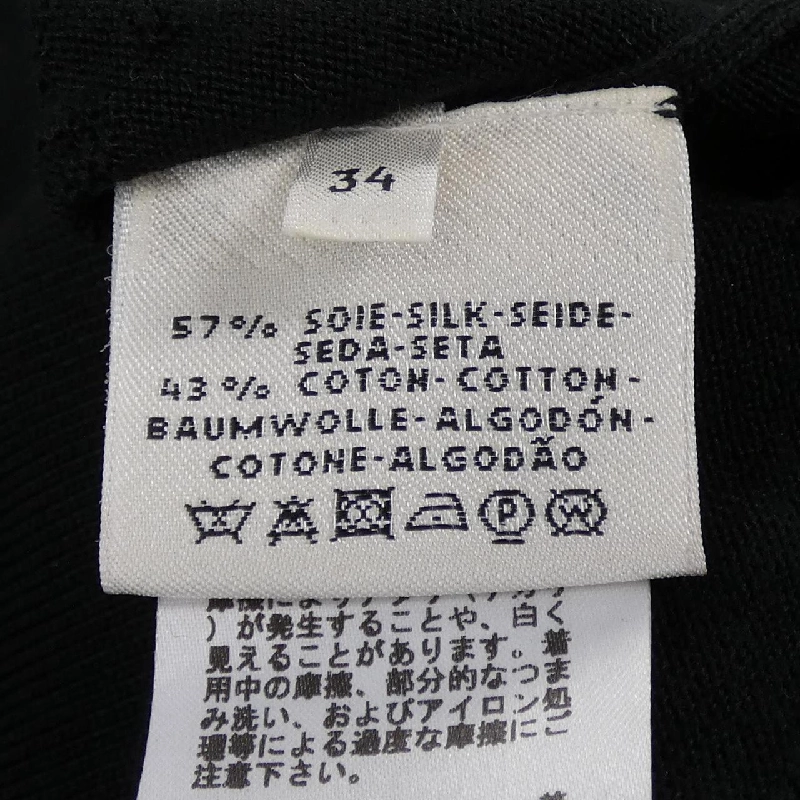 34
57% SOIE-SILK-SEIDE-
SEDA-SETA
43% COTON-COTTON-
BAUMWOLLE-ALGODÓN-
COTONE-ALGODÃO
P W
）が発生することや、白く
見えることがあります。着
用中の摩擦、部分的なつま
み洗い、およびアイロン処
理等による過度な摩擦にご
注意下さい。